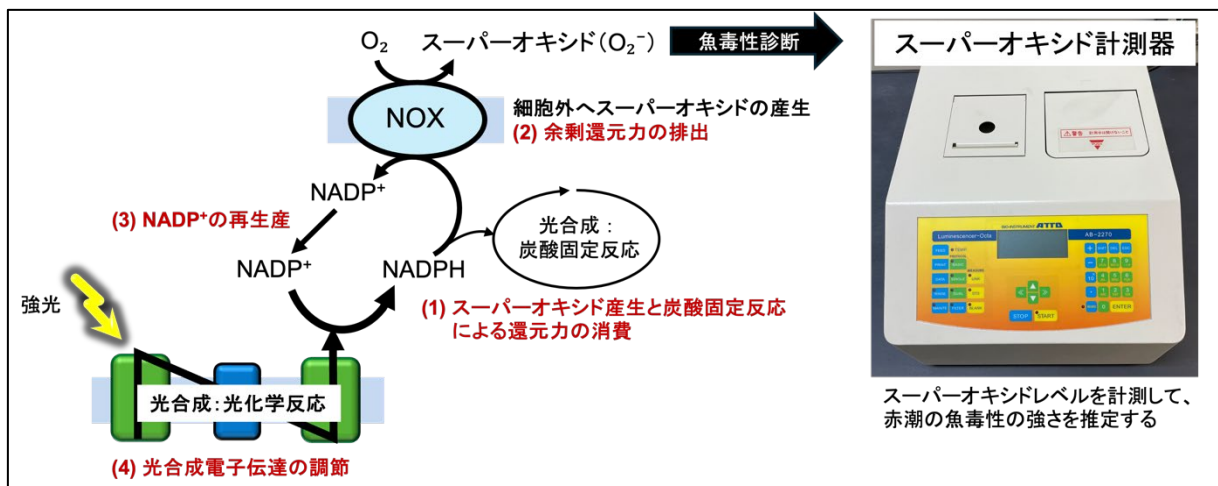 O₂
スーパーオキシド(O₂⁻)
魚毒性診断
スーパーオキシド計測器
NOX
細胞外へスーパーオキシドの産生
(2) 余剰還元力の排出
NADP⁺
(3) NADP⁺の再生産
NADP⁺
NADPH
光合成：
炭酸固定反応
(1) スーパーオキシド産生と炭酸固定反応
による還元力の消費
強光
光合成：光化学反応
(4) 光合成電子伝達の調節
警告
Luminescencer-Octa
ATTO
AB-2270
STOP
START
ENTER
スーパーオキシドレベルを計測して、
赤潮の魚毒性の強さを推定する